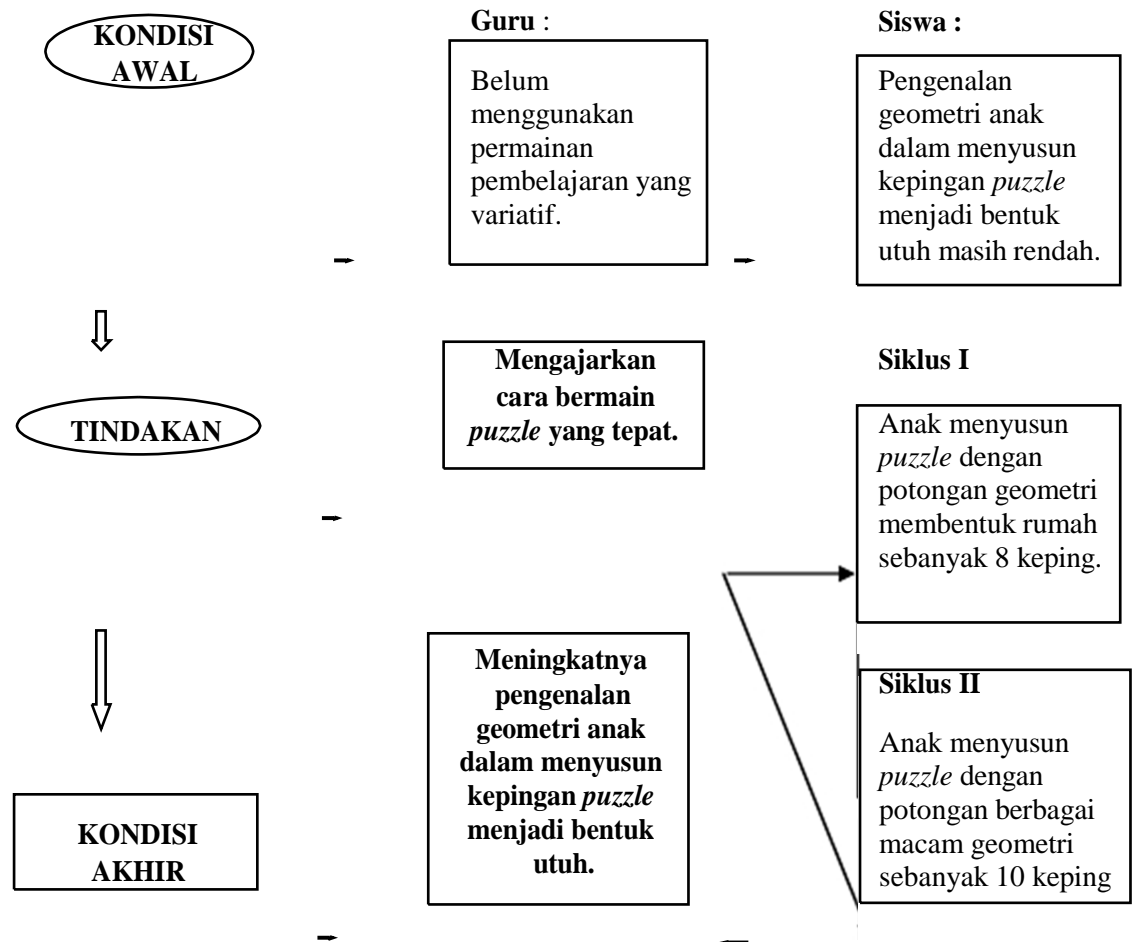 KONDISI
AWAL
Guru :
Belum
menggunakan
permainan
pembelajaran yang
variatif.
Siswa :
Pengenalan
geometri anak
dalam menyusun
kepingan puzzle
menjadi bentuk
utuh masih rendah.
TINDAKAN
Mengajarkan
cara bermain
puzzle yang tepat.
Siklus I
Anak menyusun
puzzle dengan
potongan geometri
membentuk rumah
sebanyak 8 keping.
KONDISI
AKHIR
Meningkatnya
pengenalan
geometri anak
dalam menyusun
kepingan puzzle
menjadi bentuk
utuh.
Siklus II
Anak menyusun
puzzle dengan
potongan berbagai
macam geometri
sebanyak 10 keping